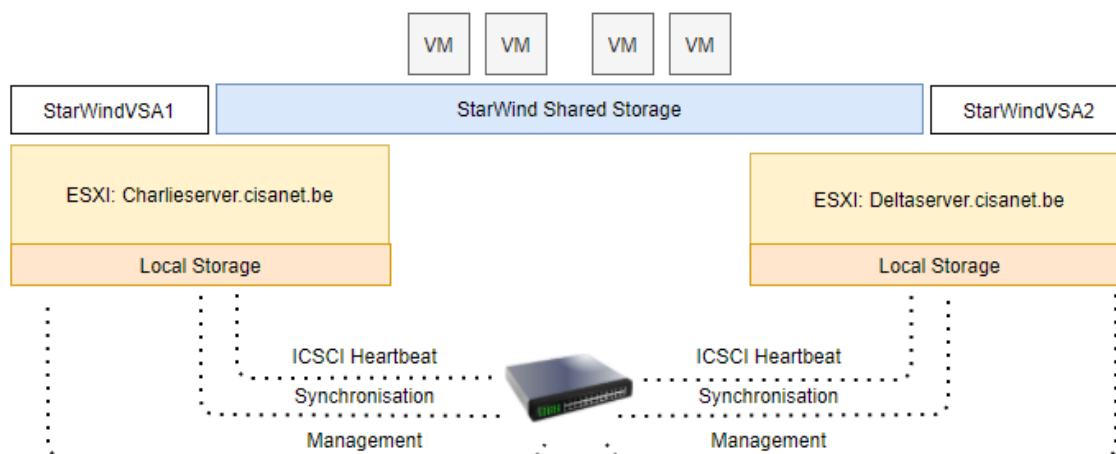 VM VM VM VM
StarWindVSA1 StarWind Shared Storage StarWindVSA2
ESXI: Charlieserver.cisanet.be ESXI: Deltaserver.cisanet.be
Local Storage Local Storage
ICSCI Heartbeat ICSCI Heartbeat
Synchronisation Synchronisation
Management Management